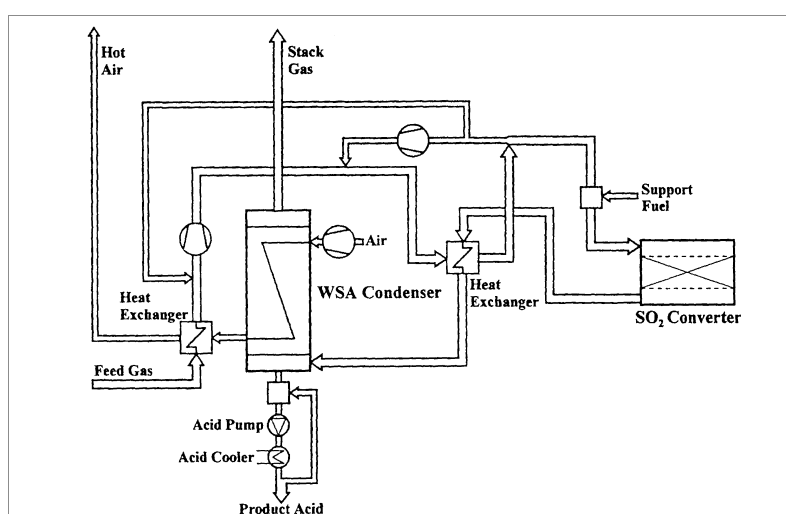 Hot
Air
Stack
Gas
Support
Fuel
Air
WSA Condenser
Heat
Exchanger
Heat
Exchanger
SO₂ Converter
Feed Gas
Acid Pump
Acid Cooler
Product Acid